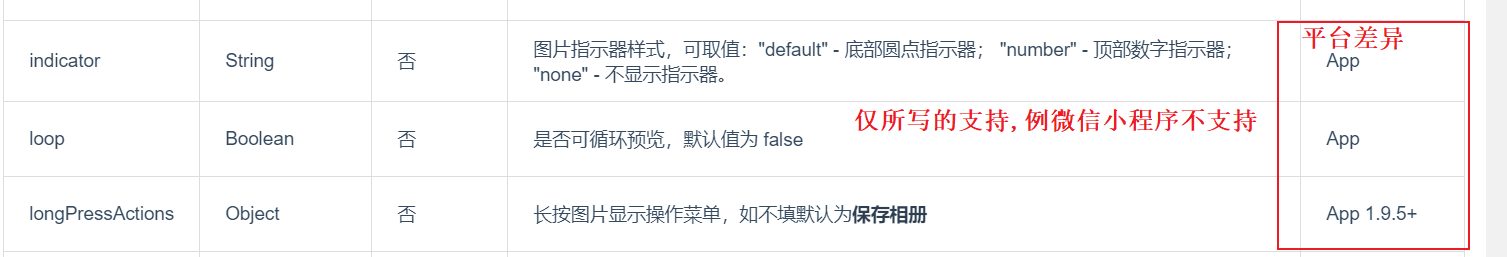 平台差异
indicator String 否 图片指示器样式，可取值："default" - 底部圆点指示器； "number" - 顶部数字指示器； App
"none" - 不显示指示器。
仅所写的支持, 例微信小程序不支持
loop Boolean 否 是否可循环预览，默认值为 false App
longPressActions Object 否 长按图片显示操作菜单，如不填默认为保存相册 App 1.9.5+